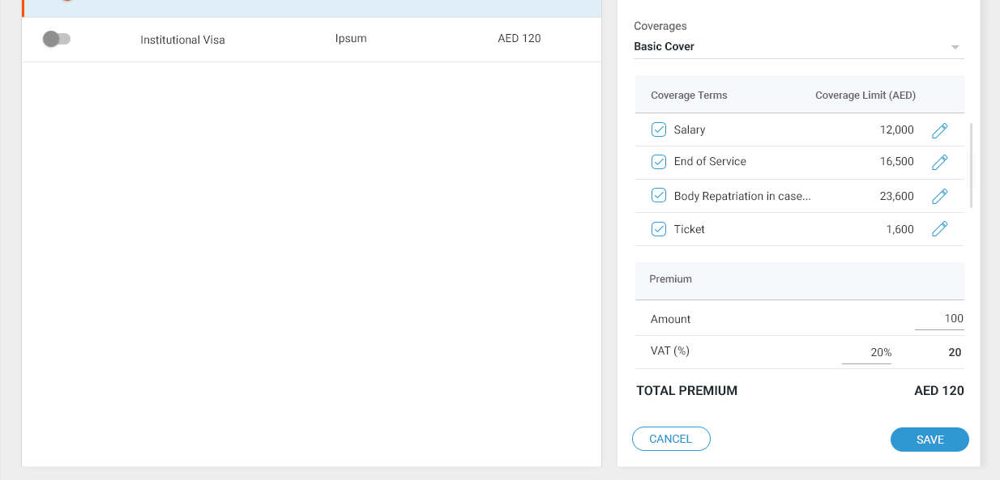 Institutional Visa Ipsum AED 120
Coverages
Basic Cover
Coverage Terms Coverage Limit (AED)
Salary 12,000
End of Service 16,500
Body Repatriation in case... 23,600
Ticket 1,600
Premium
Amount 100
VAT (%) 20% 20
TOTAL PREMIUM AED 120
CANCEL SAVE